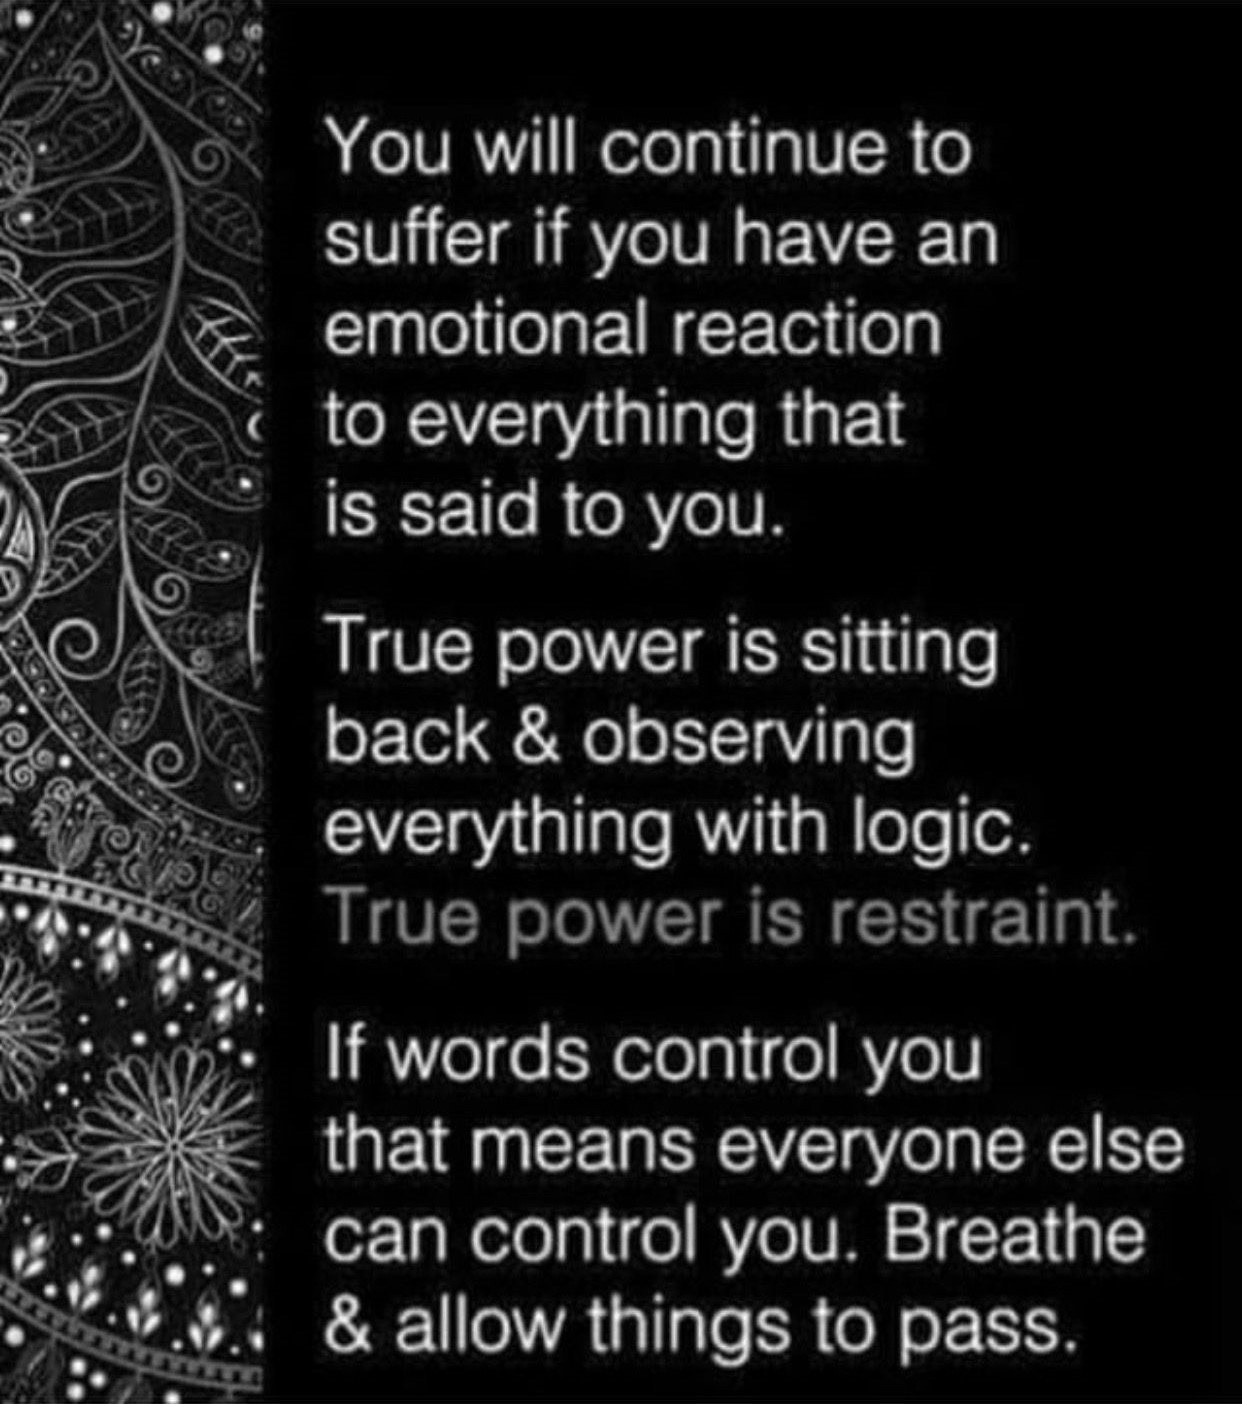 You will continue to
suffer if you have an
emotional reaction
to everything that
is said to you.
True power is sitting
back & observing
everything with logic.
True power is restraint.
If words control you
that means everyone else
can control you. Breathe
& allow things to pass.